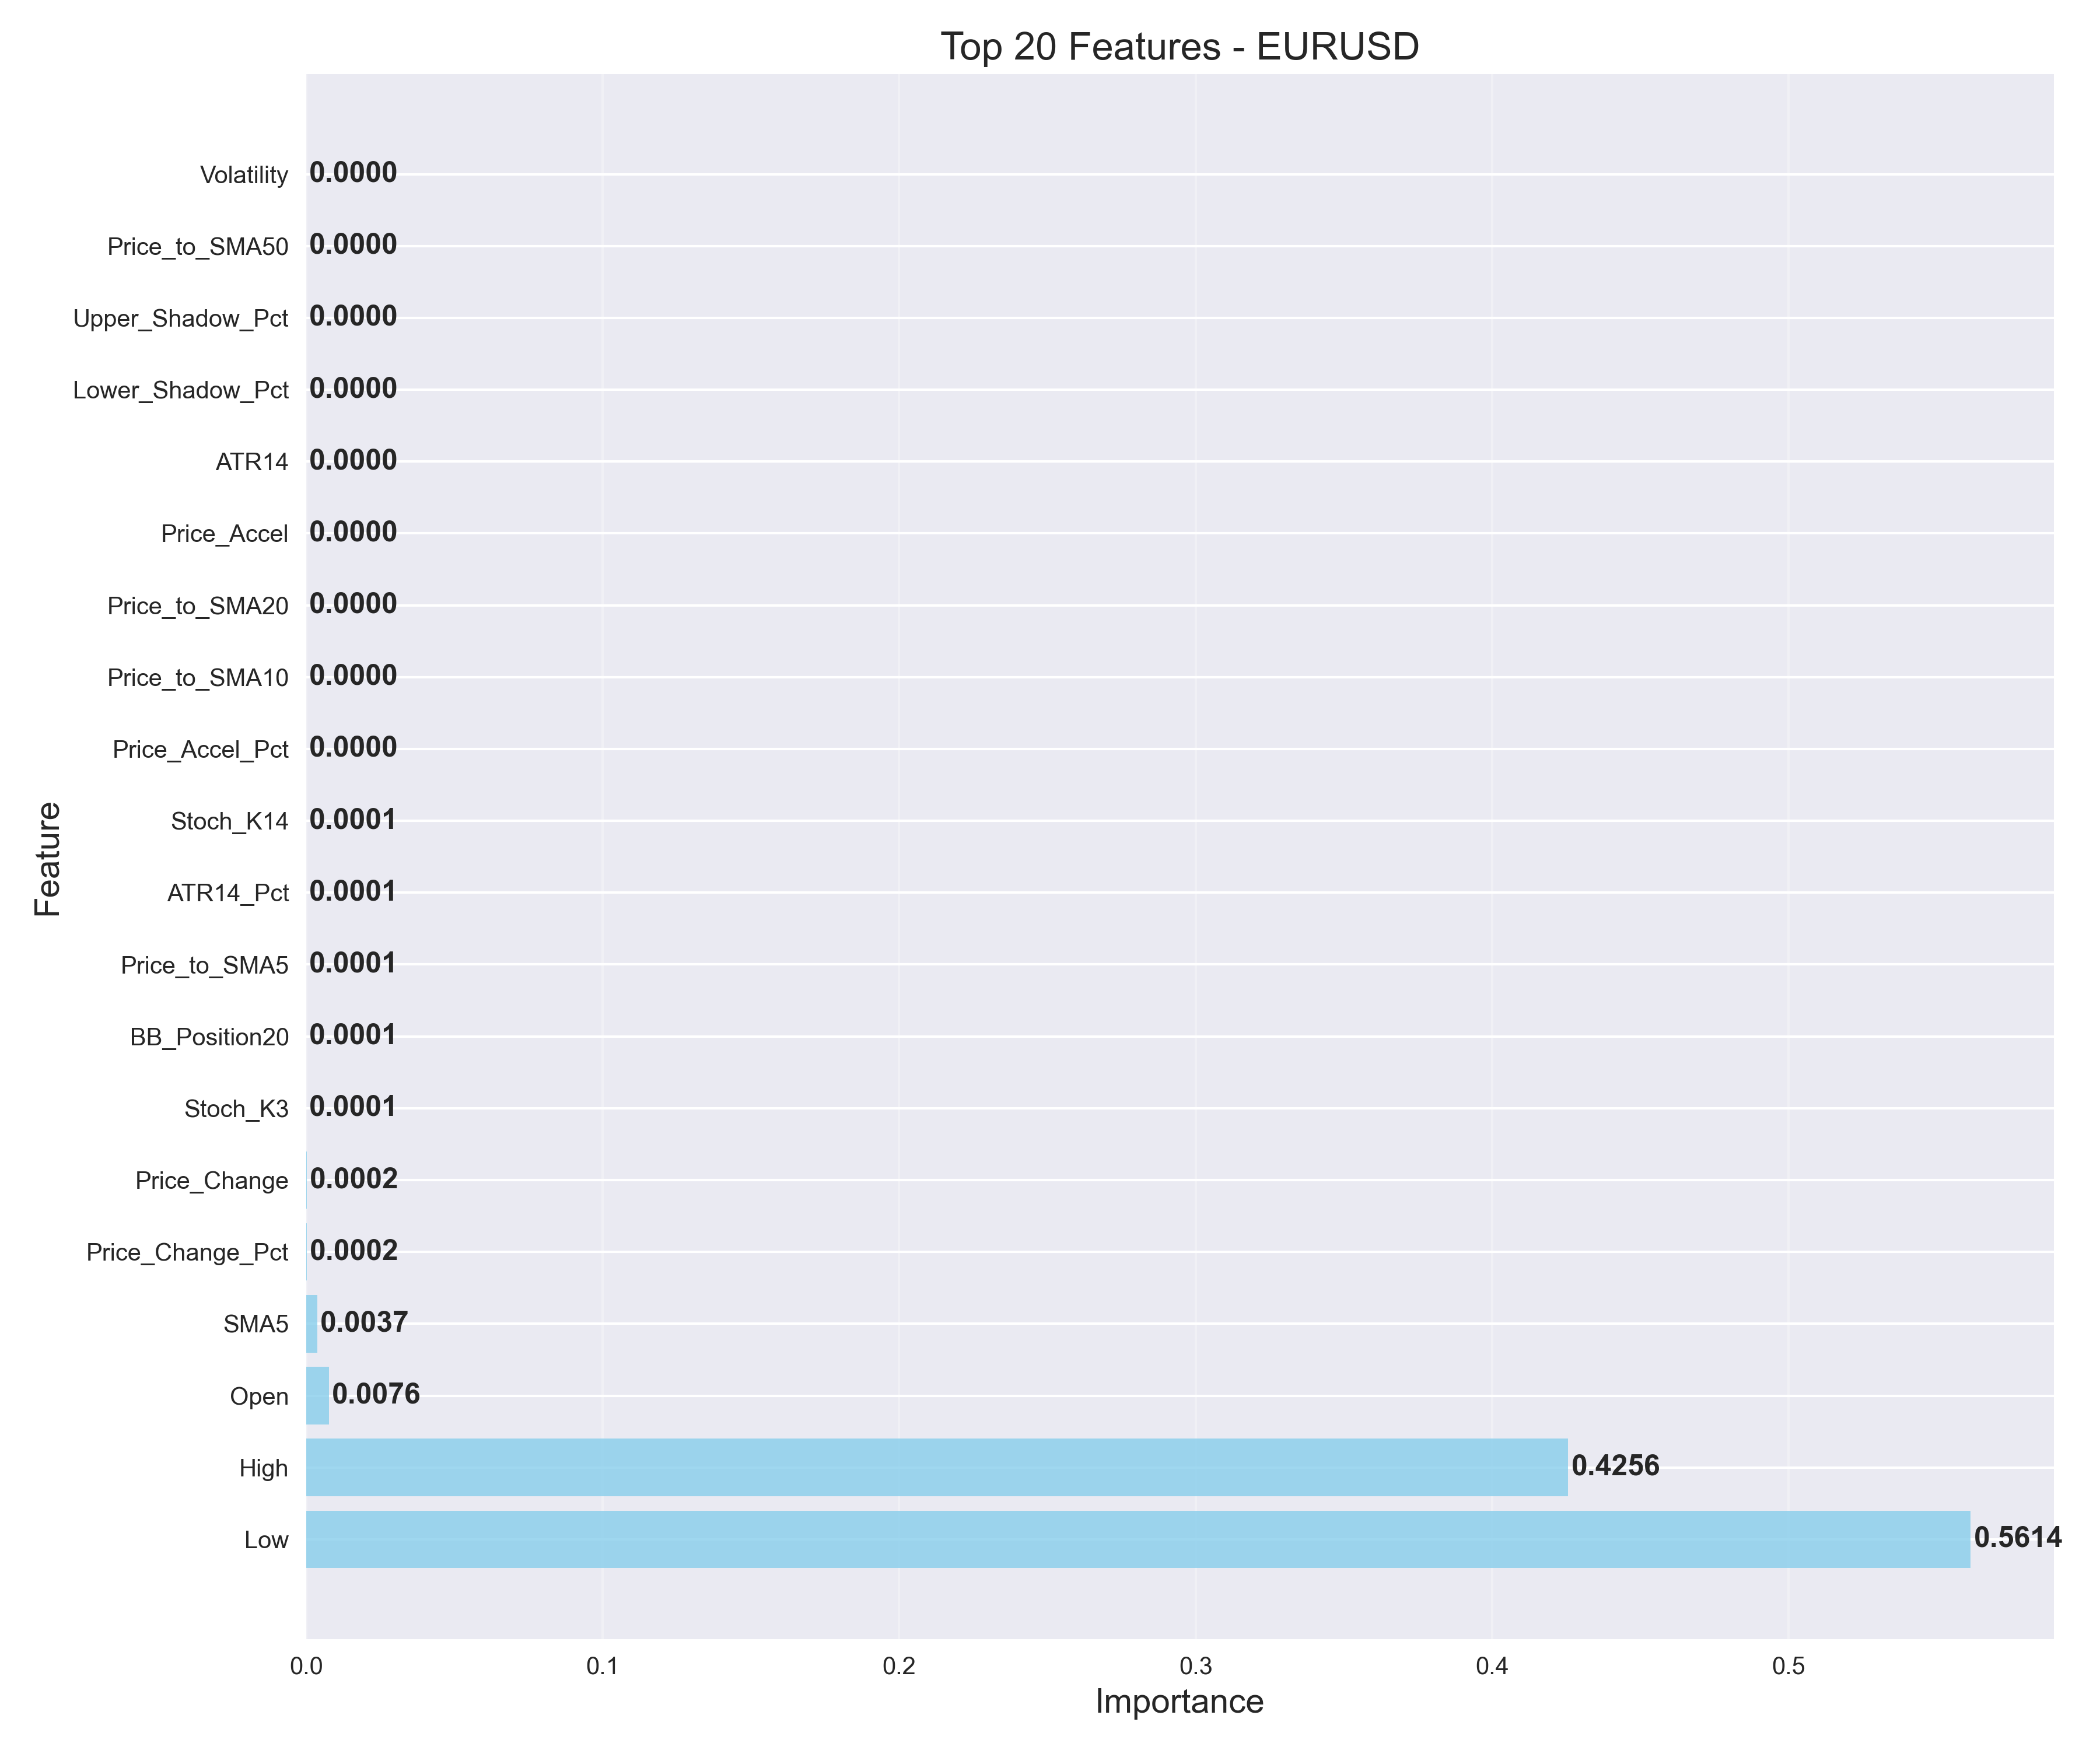 Top 20 Features - EURUSD
Volatility 0.0000
Price_to_SMA50 0.0000
Upper_Shadow_Pct 0.0000
Lower_Shadow_Pct 0.0000
ATR14 0.0000
Price_Accel 0.0000
Price_to_SMA20 0.0000
Price_to_SMA10 0.0000
Price_Accel_Pct 0.0000
Stoch_K14 0.0001
ATR14_Pct 0.0001
Price_to_SMA5 0.0001
BB_Position20 0.0001
Stoch_K3 0.0001
Price_Change 0.0002
Price_Change_Pct 0.0002
SMA5 0.0037
Open 0.0076
High 0.4256
Low 0.5614
Feature
0.0 0.1 0.2 0.3 0.4 0.5
Importance